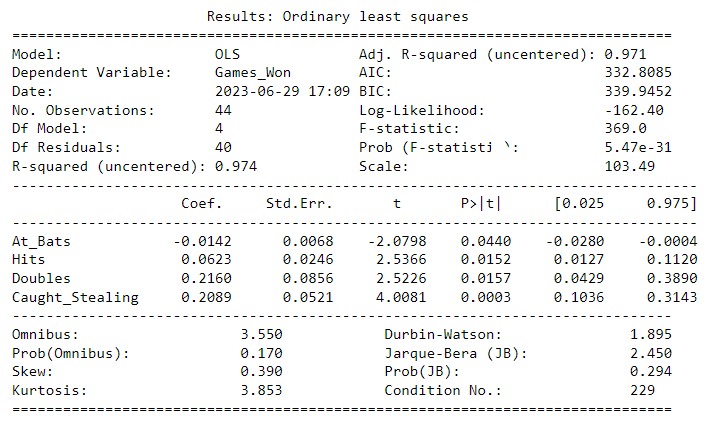 Results: Ordinary least squares
Model: OLS Adj. R-squared (uncentered): 0.971
Dependent Variable: Games_Won AIC: 332.8085
Date: 2023-06-29 17:09 BIC: 339.9452
No. Observations: 44 Log-Likelihood: -162.40
Df Model: 4 F-statistic: 369.0
Df Residuals: 40 Prob (F-statisti `: 5.47e-31
R-squared (uncentered): 0.974 Scale: 103.49
Coef. Std.Err. t P>|t| [0.025 0.975]
At_Bats -0.0142 0.0068 -2.0798 0.0440 -0.0280 -0.0004
Hits 0.0623 0.0246 2.5366 0.0152 0.0127 0.1120
Doubles 0.2160 0.0856 2.5226 0.0157 0.0429 0.3890
Caught_Stealing 0.2089 0.0521 4.0081 0.0003 0.1036 0.3143
Omnibus: 3.550 Durbin-Watson: 1.895
Prob(Omnibus): 0.170 Jarque-Bera (JB): 2.450
Skew: 0.390 Prob(JB): 0.294
Kurtosis: 3.853 Condition No.: 229